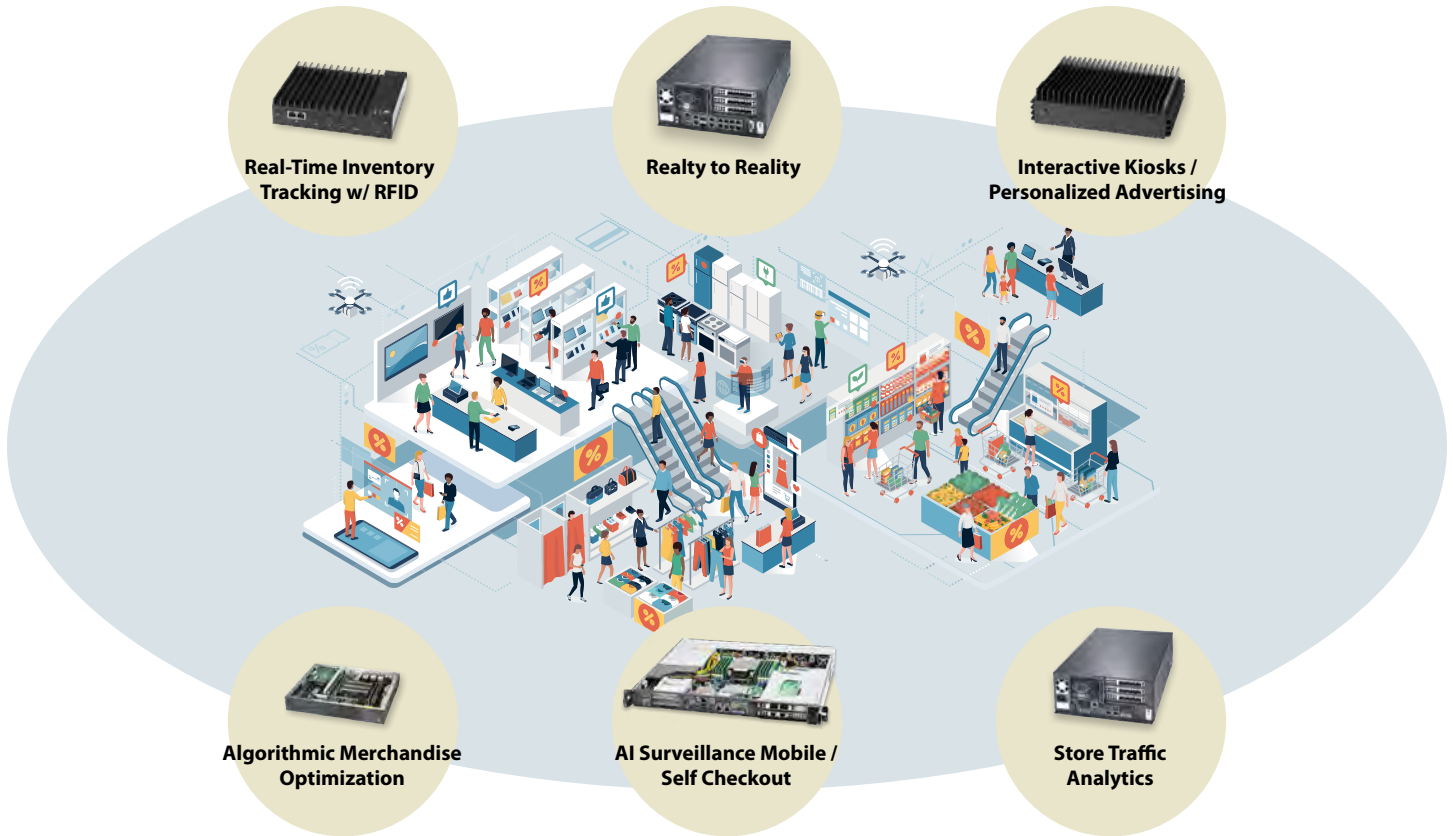 Real-Time Inventory
Tracking w/ RFID
Realty to Reality
Interactive Kiosks /
Personalized Advertising
%
%
%
%
%
%
%
%
%
%
Algorithmic Merchandise
Optimization
AI Surveillance Mobile /
Self Checkout
Store Traffic
Analytics